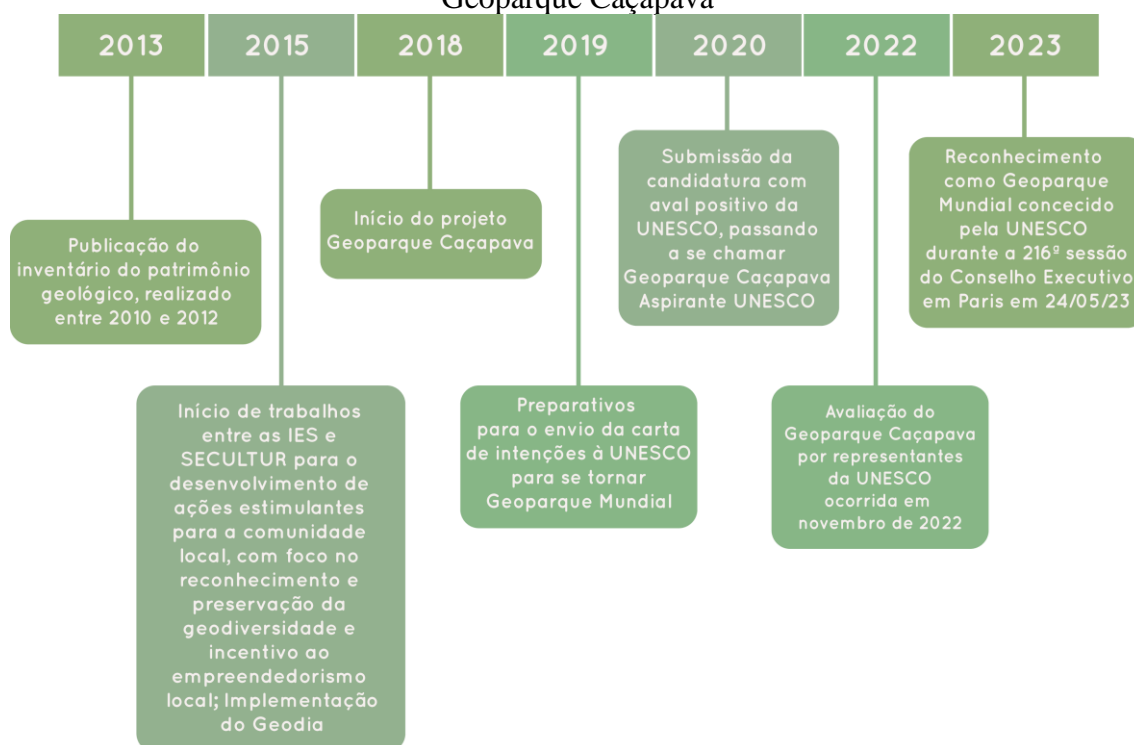 Geoparque Caçapava
2013
2015
2018
2019
2020
2022
2023
Publicação do
inventário do patrimônio
geológico, realizado
entre 2010 e 2012
Início de trabalhos
entre as IES e
SECULTUR para o
desenvolvimento de
ações estimulantes
para a comunidade
local, com foco no
reconhecimento e
preservação da
geodiversidade e
incentivo ao
empreendedorismo
local; Implementação
do Geodia
Início do projeto
Geoparque Caçapava
Preparativos
para o envio da carta
de intenções à UNESCO
para se tornar
Geoparque Mundial
Submissão da
candidatura com
aval positivo da
UNESCO, passando
a se chamar
Geoparque Caçapava
Aspirante UNESCO
Avaliação do
Geoparque Caçapava
por representantes
da UNESCO
ocorrida em
novembro de 2022
Reconhecimento
como Geoparque
Mundial concecido
pela UNESCO
durante a 216ª sessão
do Conselho Executivo
em Paris em 24/05/23